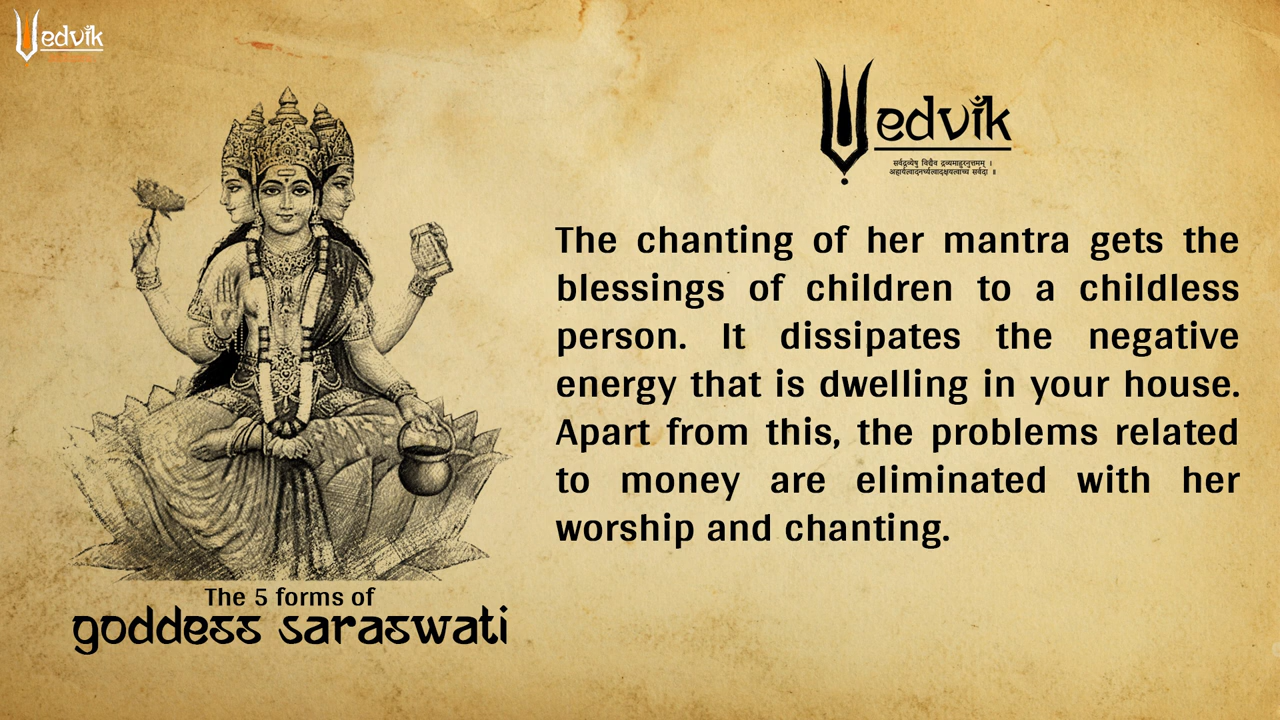 Vedvik
Vedvik
सर्वद्रव्येषु विद्यैव द्रव्यमाहुरनुत्तमम् ।
अहार्यत्वादनर्घ्यत्वादक्षयत्वाच्च सर्वदा ॥
The chanting of her mantra gets the
blessings of children to a childless
person. It dissipates the negative
energy that is dwelling in your house.
Apart from this, the problems related
to money are eliminated with her
worship and chanting.
The 5 forms of
goddess saraswati